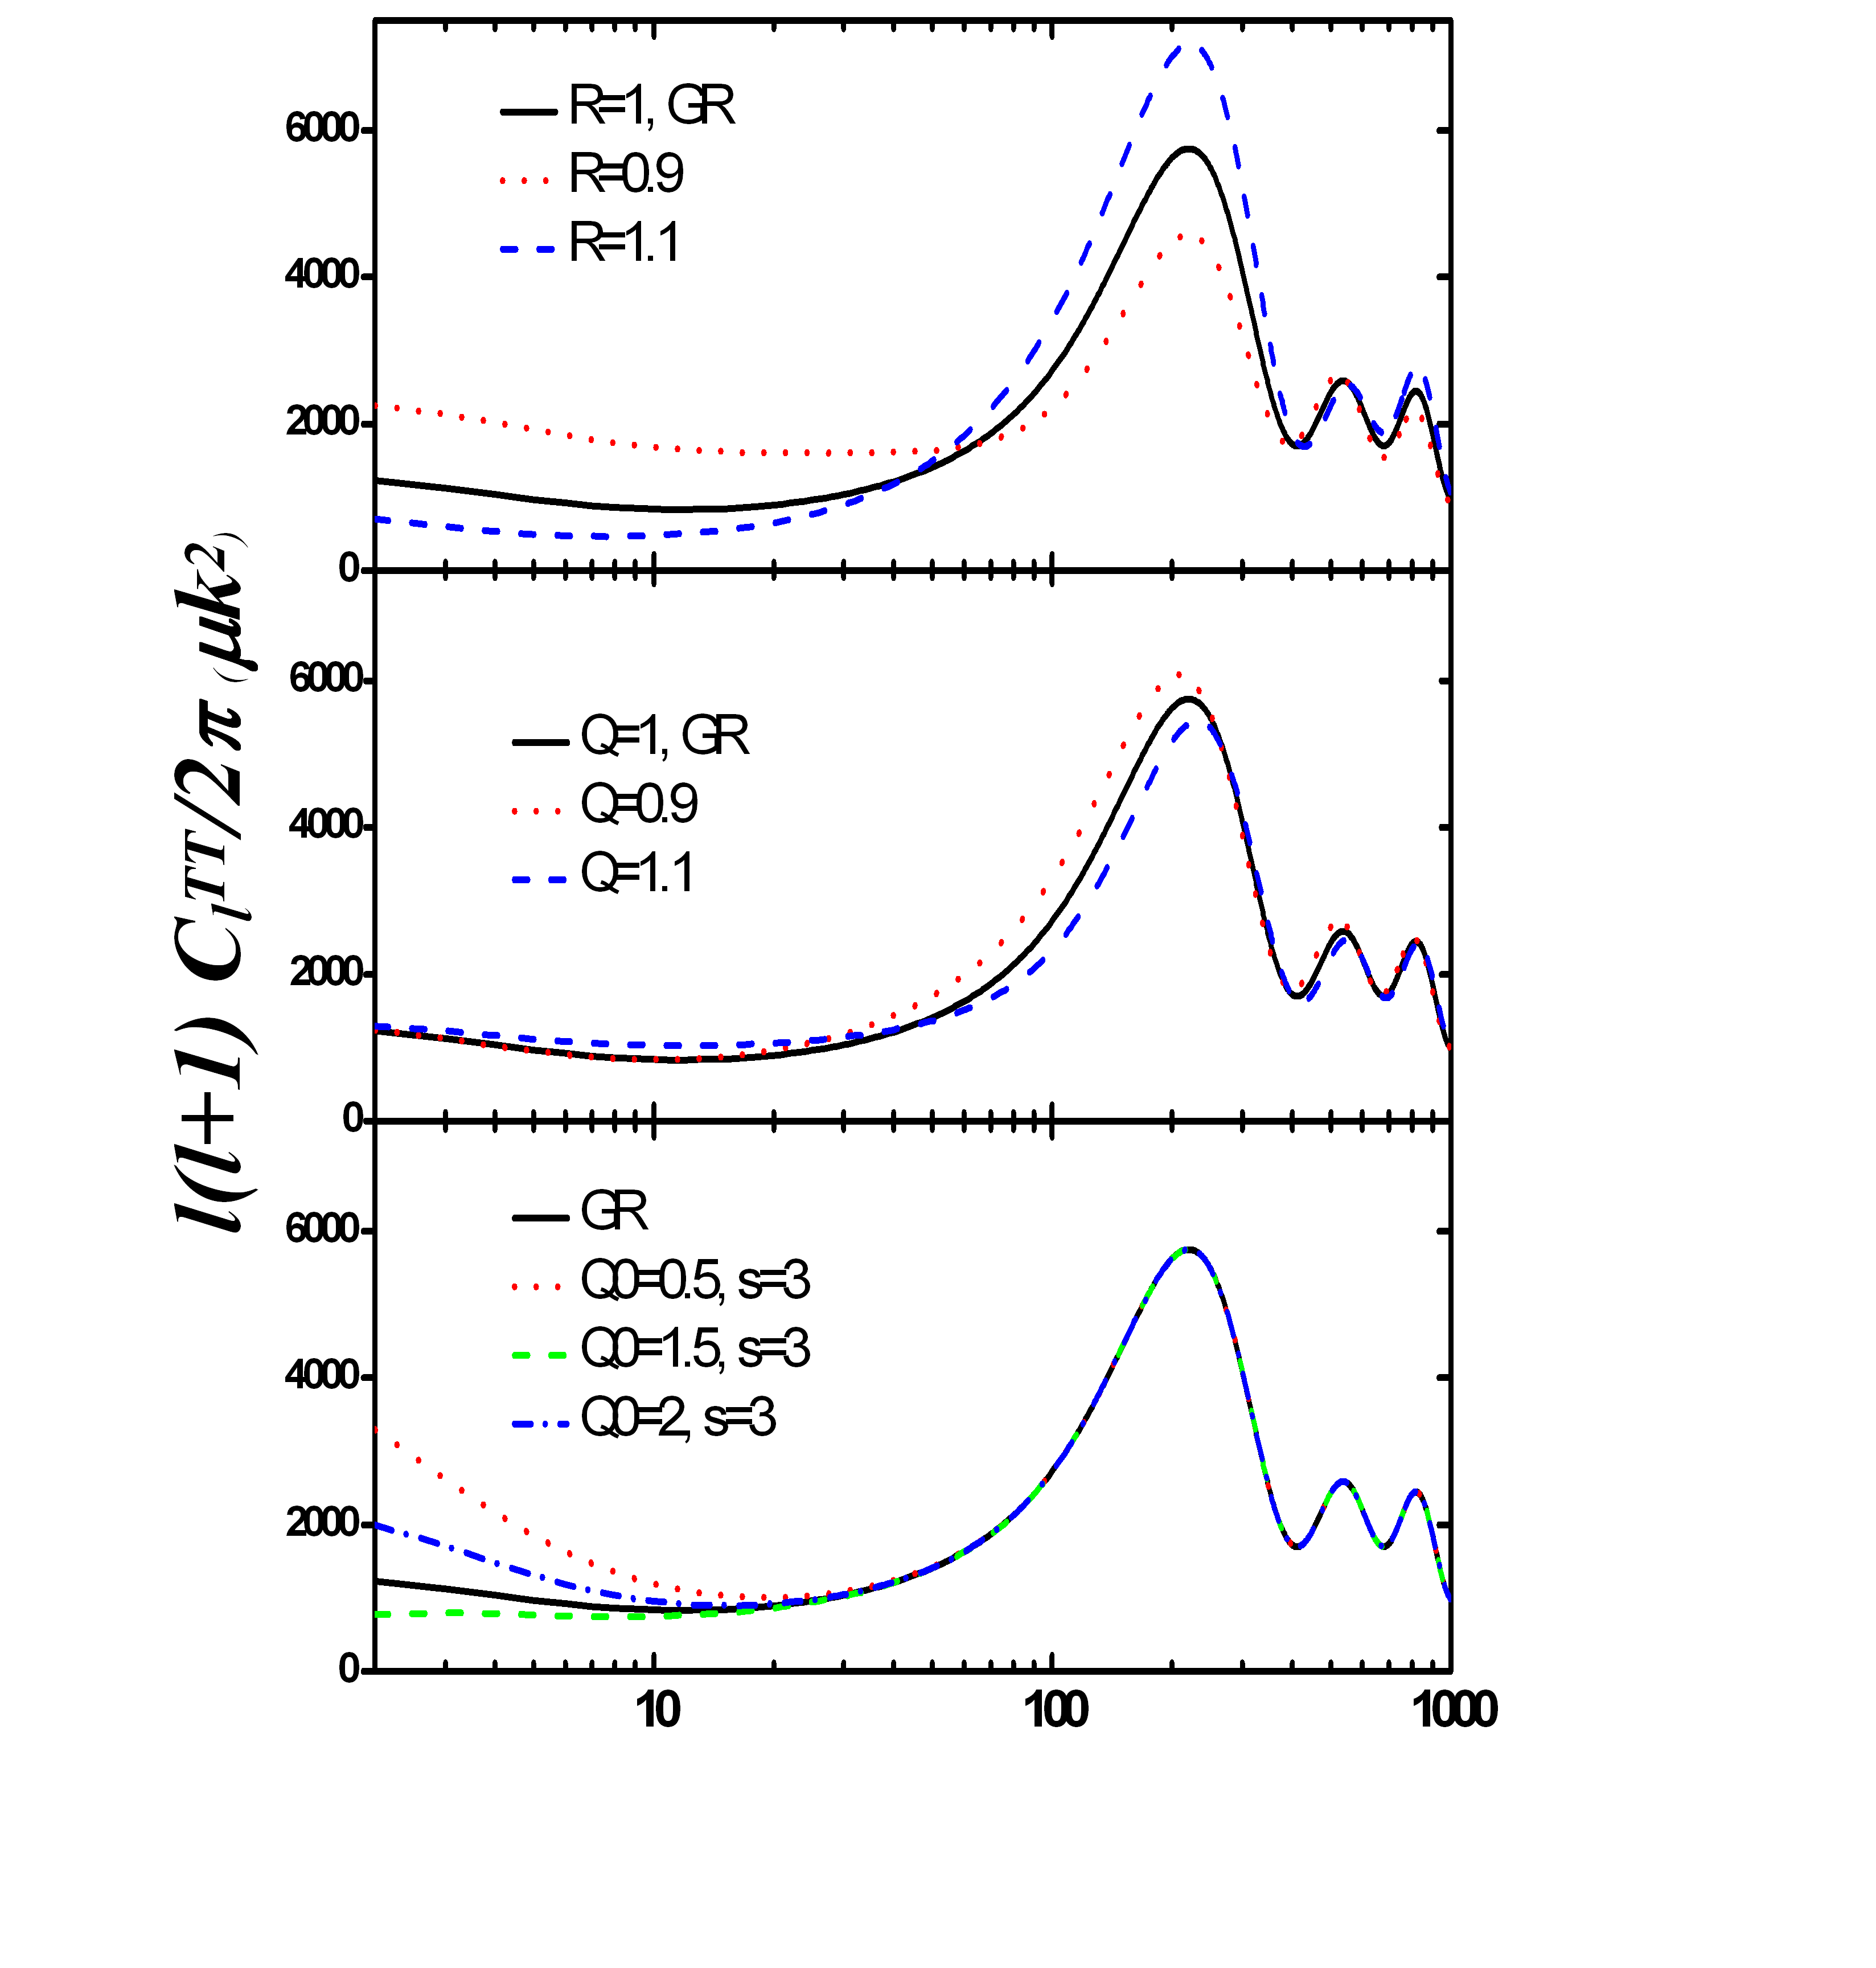 l(l+1) C_l^TT/2π (μk²)
6000
4000
2000
0
R=1, GR
R=0.9
R=1.1
6000
4000
2000
0
Q=1, GR
Q=0.9
Q=1.1
6000
4000
2000
0
GR
Q0=0.5, s=3
Q0=1.5, s=3
Q0=2, s=3
10 100 1000